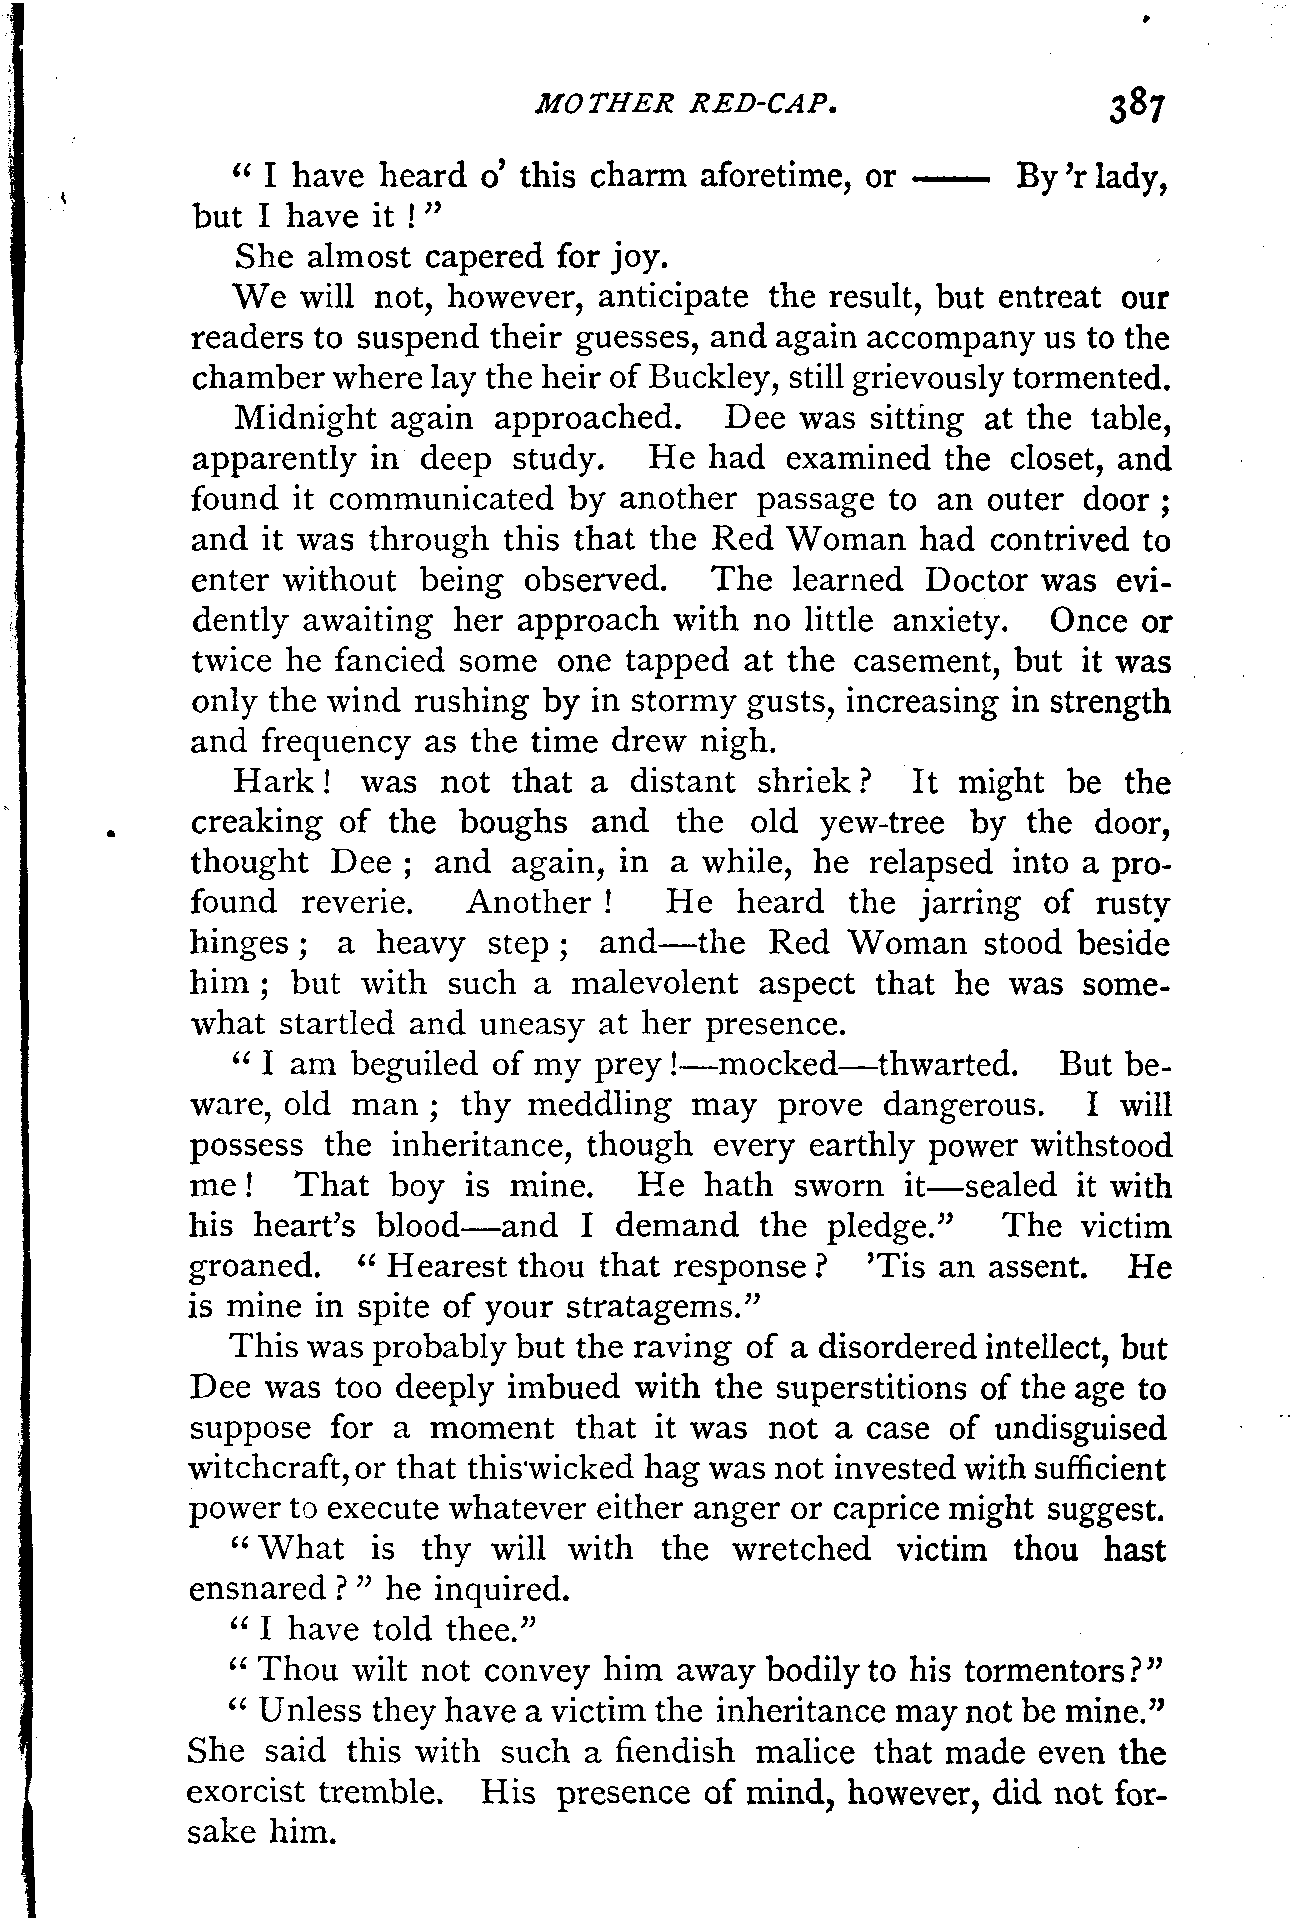 MOTHER RED-CAP. 387
“ I have heard o’ this charm aforetime, or —— By ’r lady,
but I have it ! ”
She almost capered for joy.
We will not, however, anticipate the result, but entreat our
readers to suspend their guesses, and again accompany us to the
chamber where lay the heir of Buckley, still grievously tormented.
Midnight again approached. Dee was sitting at the table,
apparently in deep study. He had examined the closet, and
found it communicated by another passage to an outer door ;
and it was through this that the Red Woman had contrived to
enter without being observed. The learned Doctor was evi-
dently awaiting her approach with no little anxiety. Once or
twice he fancied some one tapped at the casement, but it was
only the wind rushing by in stormy gusts, increasing in strength
and frequency as the time drew nigh.
Hark ! was not that a distant shriek ? It might be the
creaking of the boughs and the old yew-tree by the door,
thought Dee ; and again, in a while, he relapsed into a pro-
found reverie. Another ! He heard the jarring of rusty
hinges ; a heavy step ; and—the Red Woman stood beside
him ; but with such a malevolent aspect that he was some-
what startled and uneasy at her presence.
“ I am beguiled of my prey !—mocked—thwarted. But be-
ware, old man ; thy meddling may prove dangerous. I will
possess the inheritance, though every earthly power withstood
me ! That boy is mine. He hath sworn it—sealed it with
his heart’s blood—and I demand the pledge.” The victim
groaned. “ Hearest thou that response ? ’Tis an assent. He
is mine in spite of your stratagems.”
This was probably but the raving of a disordered intellect, but
Dee was too deeply imbued with the superstitions of the age to
suppose for a moment that it was not a case of undisguised
witchcraft, or that this wicked hag was not invested with sufficient
power to execute whatever either anger or caprice might suggest.
“ What is thy will with the wretched victim thou hast
ensnared ? ” he inquired.
“ I have told thee.”
“ Thou wilt not convey him away bodily to his tormentors ?”
“ Unless they have a victim the inheritance may not be mine.”
She said this with such a fiendish malice that made even the
exorcist tremble. His presence of mind, however, did not for-
sake him.